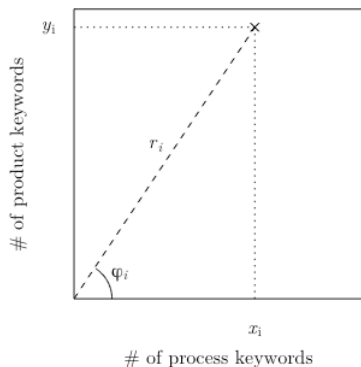 yᵢ
# of product keywords
rᵢ
φᵢ
xᵢ
# of process keywords